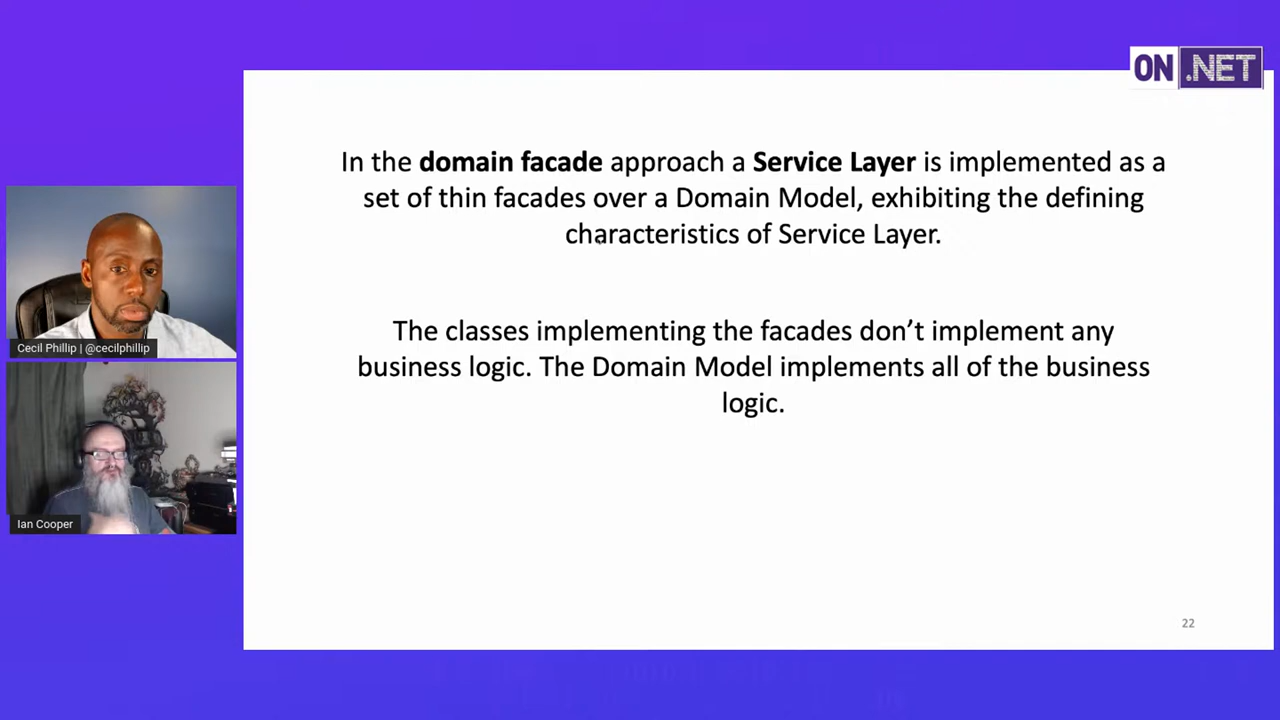 ON .NET
In the domain facade approach a Service Layer is implemented as a
set of thin facades over a Domain Model, exhibiting the defining
characteristics of Service Layer.
The classes implementing the facades don’t implement any
business logic. The Domain Model implements all of the business
logic.
Cecil Phillip | @cecilphillip
Ian Cooper
22